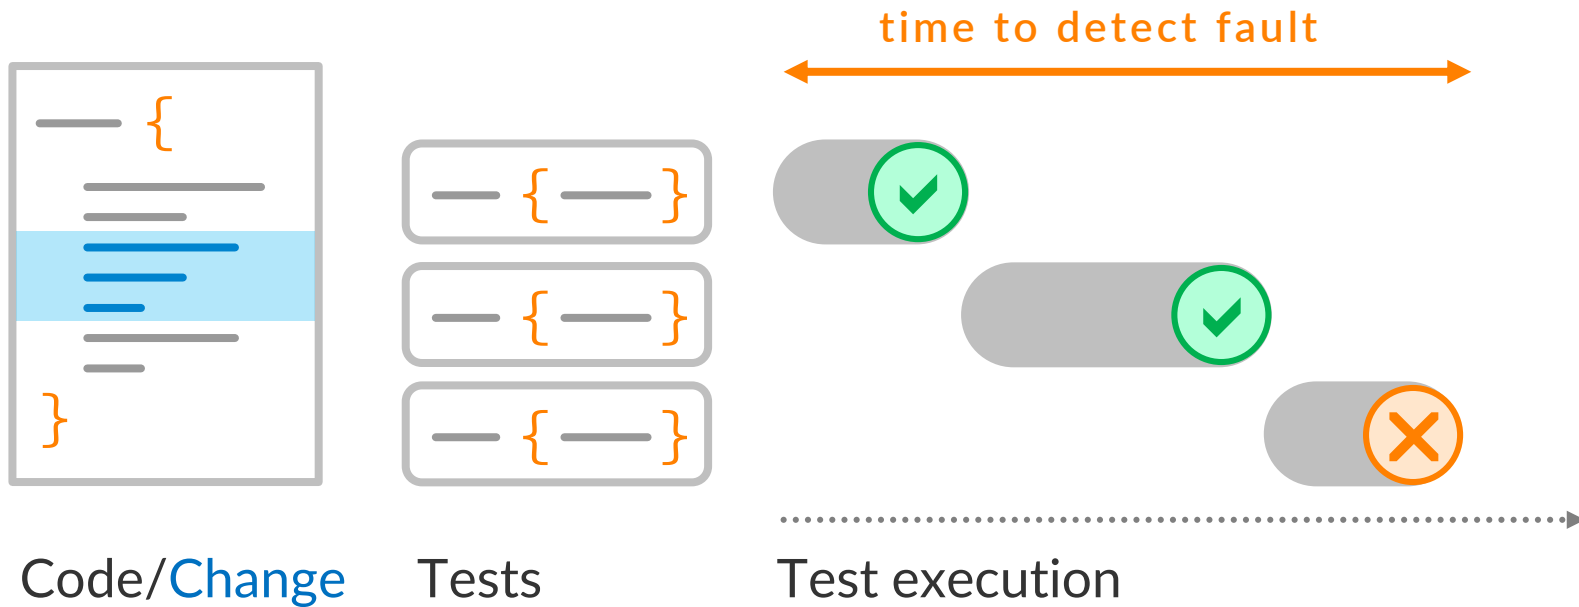 time to detect fault
{
}
{ }
{ }
{ }
Code/Change
Tests
Test execution